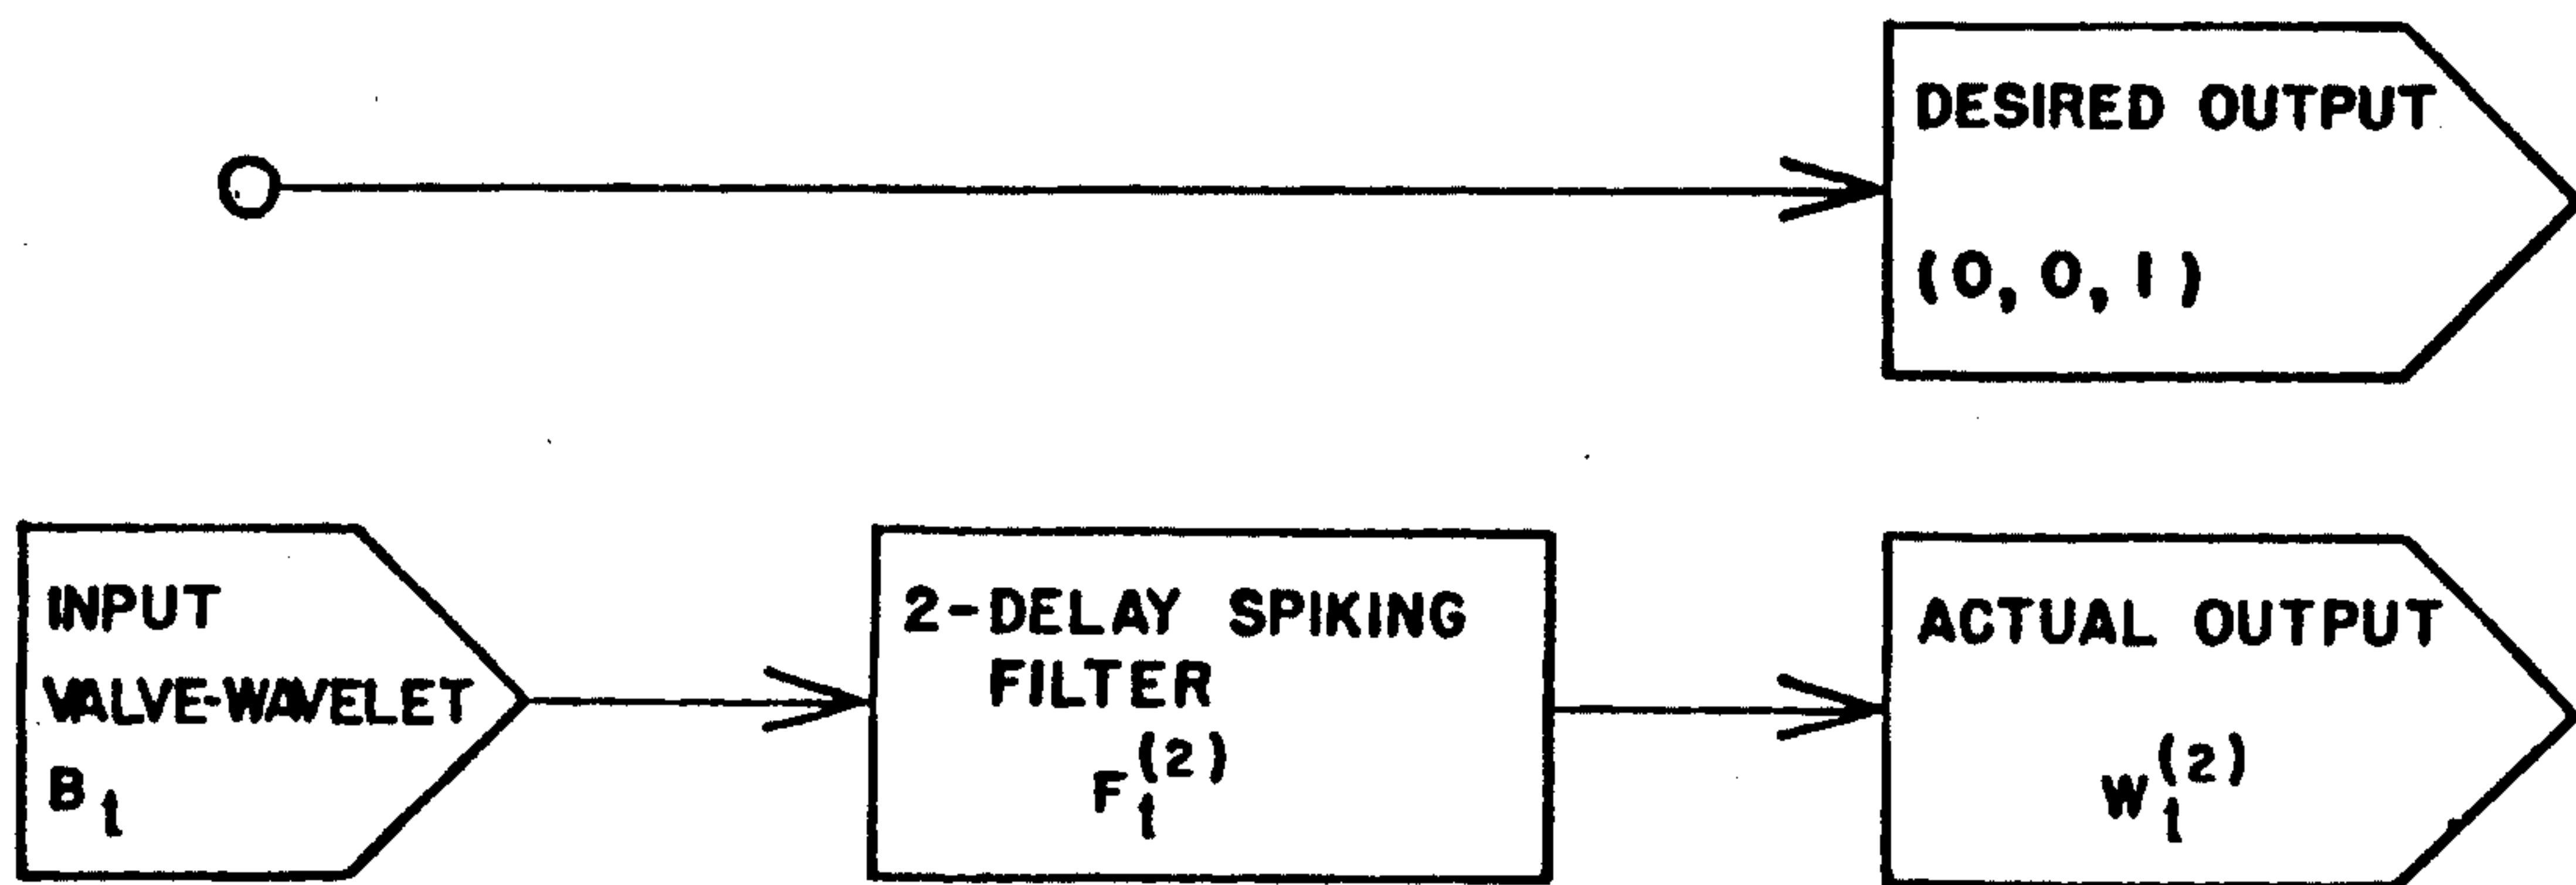 DESIRED OUTPUT
(0, 0, 1)
INPUT
VALVE-WAVELET
B_t
2-DELAY SPIKING
FILTER
F_t^(2)
ACTUAL OUTPUT
W_t^(2)